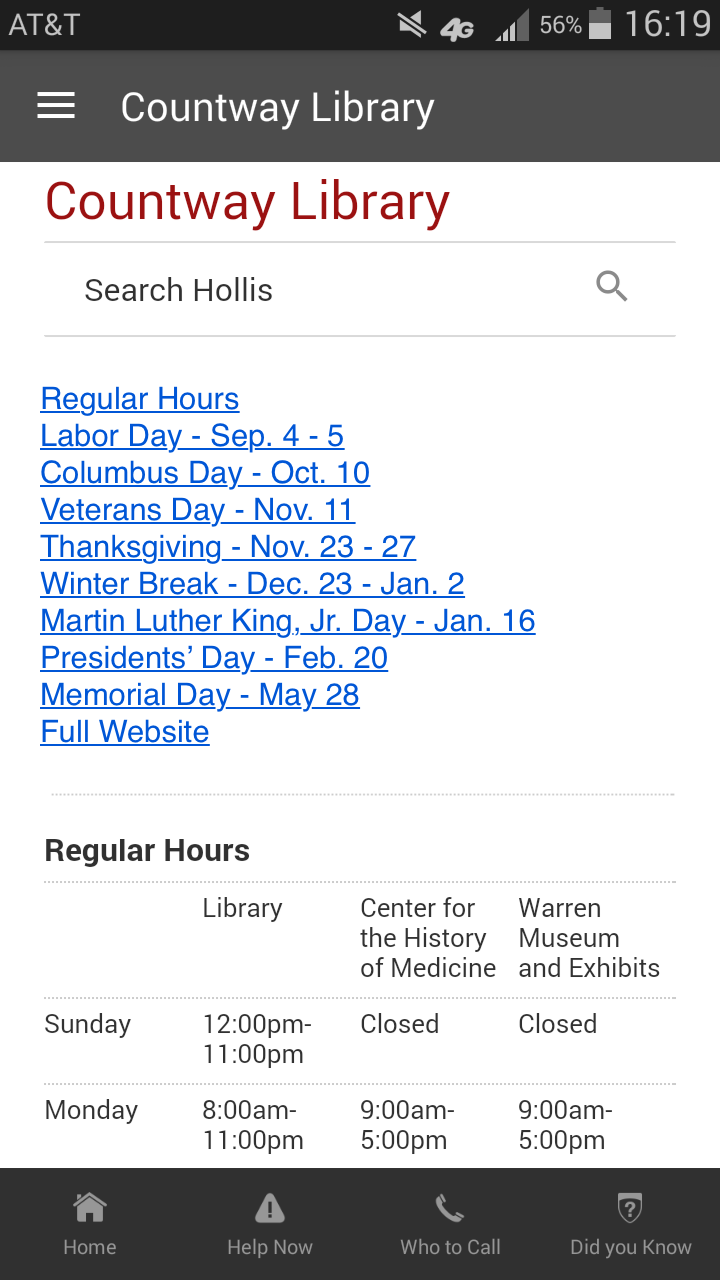 AT&T 4G 56% 16:19
Countway Library
Countway Library
Search Hollis
Regular Hours
Labor Day - Sep. 4 - 5
Columbus Day - Oct. 10
Veterans Day - Nov. 11
Thanksgiving - Nov. 23 - 27
Winter Break - Dec. 23 - Jan. 2
Martin Luther King, Jr. Day - Jan. 16
Presidents’ Day - Feb. 20
Memorial Day - May 28
Full Website
Regular Hours
Library Center for Warren
the History Museum
of Medicine and Exhibits
Sunday 12:00pm- Closed Closed
11:00pm
Monday 8:00am- 9:00am- 9:00am-
11:00pm 5:00pm 5:00pm
Home Help Now Who to Call Did you Know